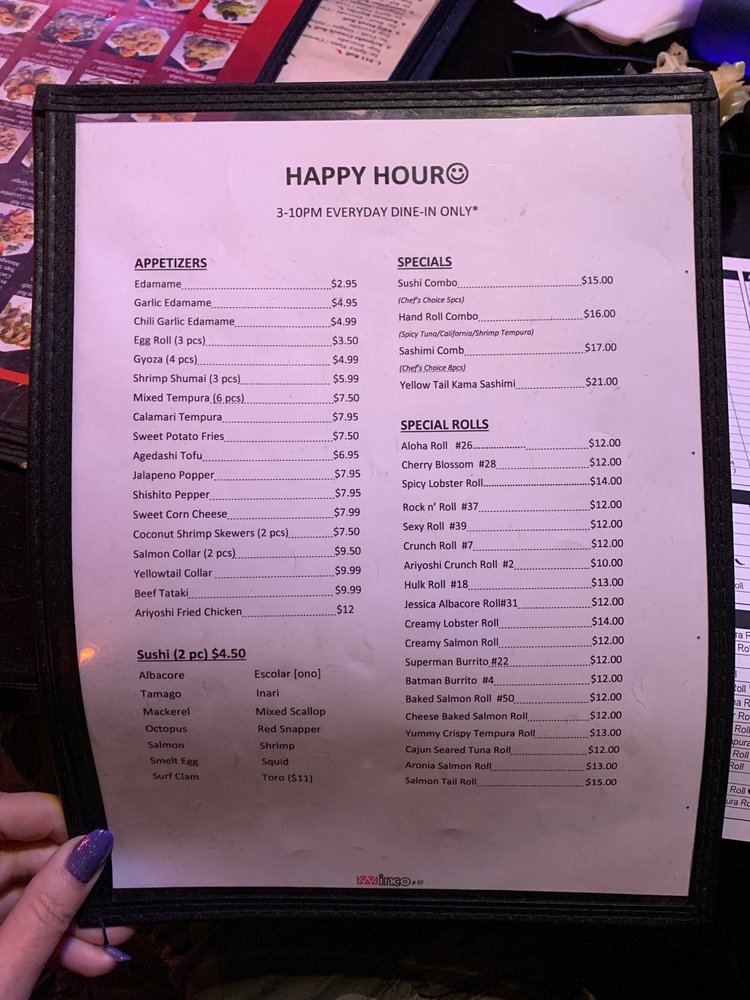 HAPPY HOUR☺
3-10PM EVERYDAY DINE-IN ONLY*
APPETIZERS
Edamame $2.95
Garlic Edamame $4.95
Chili Garlic Edamame $4.99
Egg Roll (3 pcs) $3.50
Gyoza (4 pcs) $4.99
Shrimp Shumai (3 pcs) $5.99
Mixed Tempura (6 pcs) $7.50
Calamari Tempura $7.95
Sweet Potato Fries $7.50
Agedashi Tofu $6.95
Jalapeno Popper $7.95
Shishito Pepper $7.95
Sweet Corn Cheese $7.99
Coconut Shrimp Skewers (2 pcs) $7.50
Salmon Collar (2 pcs) $9.50
Yellowtail Collar $9.99
Beef Tataki $9.99
Ariyoshi Fried Chicken $12
Sushi (2 pc) $4.50
Albacore Escolar [ono]
Tamago Inari
Mackerel Mixed Scallop
Octopus Red Snapper
Salmon Shrimp
Smelt Egg Squid
Surf Clam Toro ($11)
SPECIALS
Sushi Combo $15.00
(Chef's Choice 5pcs)
Hand Roll Combo $16.00
(Spicy Tuna/California/Shrimp Tempura)
Sashimi Comb $17.00
(Chef's Choice 8pcs)
Yellow Tail Kama Sashimi $21.00
SPECIAL ROLLS
Aloha Roll #26 $12.00
Cherry Blossom #28 $12.00
Spicy Lobster Roll $14.00
Rock n' Roll #37 $12.00
Sexy Roll #39 $12.00
Crunch Roll #7 $12.00
Ariyoshi Crunch Roll #2 $10.00
Hulk Roll #18 $13.00
Jessica Albacore Roll#31 $12.00
Creamy Lobster Roll $14.00
Creamy Salmon Roll $12.00
Superman Burrito #22 $12.00
Batman Burrito #4 $12.00
Baked Salmon Roll #50 $12.00
Cheese Baked Salmon Roll $12.00
Yummy Crispy Tempura Roll $13.00
Cajun Seared Tuna Roll $12.00
Aronia Salmon Roll $13.00
Salmon Tail Roll $15.00
Winco